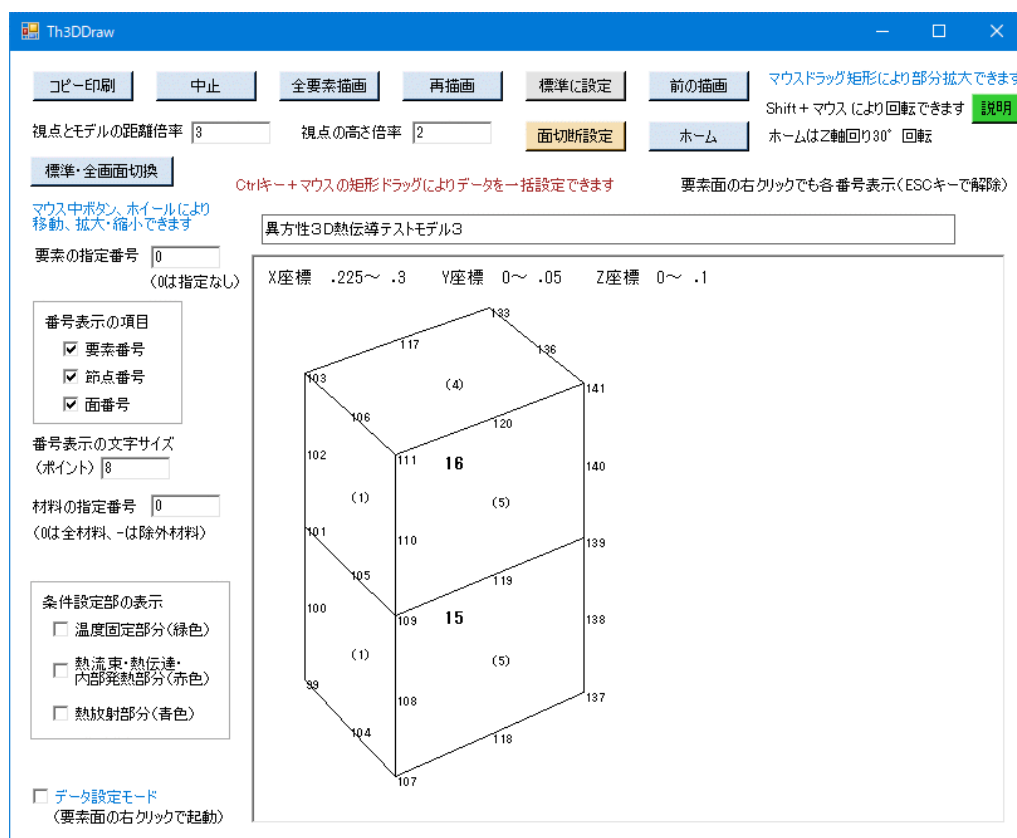 Th3DDraw
コピー印刷
中止
全要素描画
再描画
標準に設定
前の描画
マウスドラッグ矩形により部分拡大できます
Shift+マウスにより回転できます
説明
視点とモデルの距離倍率 3
視点の高さ倍率 2
面切断設定
ホーム
ホームはZ軸回り30° 回転
標準・全画面切換
Ctrlキー+マウスの矩形ドラッグによりデータを一括設定できます
要素面の右クリックでも各番号表示(ESCキーで解除)
マウス中ボタン、ホイールにより
移動、拡大・縮小できます
異方性3D熱伝導テストモデル3
要素の指定番号 0
(0は指定なし)
X座標 .225~ .3 Y座標 0~ .05 Z座標 0~ .1
番号表示の項目
要素番号
節点番号
面番号
番号表示の文字サイズ
(ポイント) 8
材料の指定番号 0
(0は全材料、-は除外材料)
条件設定部の表示
温度固定部分(緑色)
熱流束・熱伝達・
内部発熱部分(赤色)
熱放射部分(青色)
データ設定モード
(要素面の右クリックで起動)
133
117
136
103
(4)
141
106
120
102
111
16
140
(1)
(5)
101
110
139
105
119
100
109
15
138
(1)
(5)
99
108
137
104
118
107